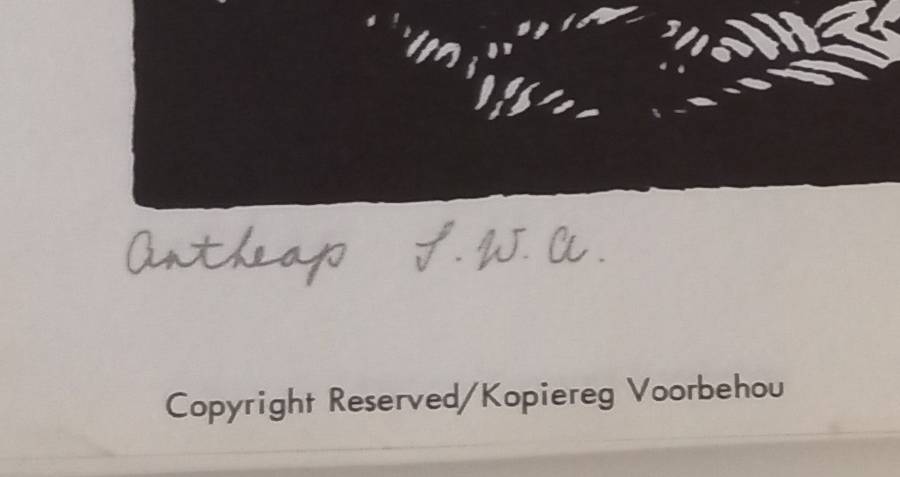 Antheap S.W.A.
Copyright Reserved/Kopiereg Voorbehou